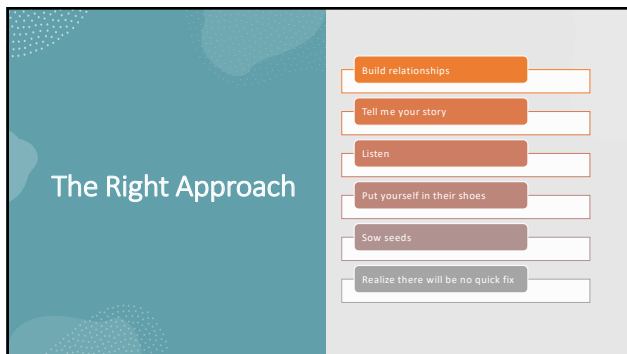 The Right Approach
Build relationships
Tell me your story
Listen
Put yourself in their shoes
Sow seeds
Realize there will be no quick fix